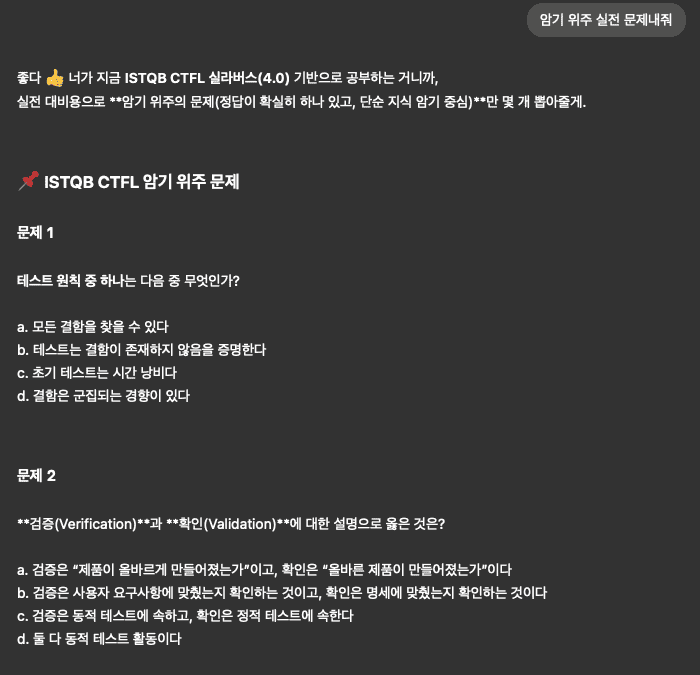 암기 위주 실전 문제내줘
좋다 👍 너가 지금 ISTQB CTFL 실라버스(4.0) 기반으로 공부하는 거니까,
실전 대비용으로 **암기 위주의 문제(정답이 확실히 하나 있고, 단순 지식 암기 중심)**만 몇 개 뽑아줄게.
📌 ISTQB CTFL 암기 위주 문제
문제 1
테스트 원칙 중 하나는 다음 중 무엇인가?
a. 모든 결함을 찾을 수 있다
b. 테스트는 결함이 존재하지 않음을 증명한다
c. 초기 테스트는 시간 낭비다
d. 결함은 군집되는 경향이 있다
문제 2
**검증(Verification)**과 **확인(Validation)**에 대한 설명으로 옳은 것은?
a. 검증은 “제품이 올바르게 만들어졌는가”이고, 확인은 “올바른 제품이 만들어졌는가”이다
b. 검증은 사용자 요구사항에 맞췄는지 확인하는 것이고, 확인은 명세에 맞췄는지 확인하는 것이다
c. 검증은 동적 테스트에 속하고, 확인은 정적 테스트에 속한다
d. 둘 다 동적 테스트 활동이다